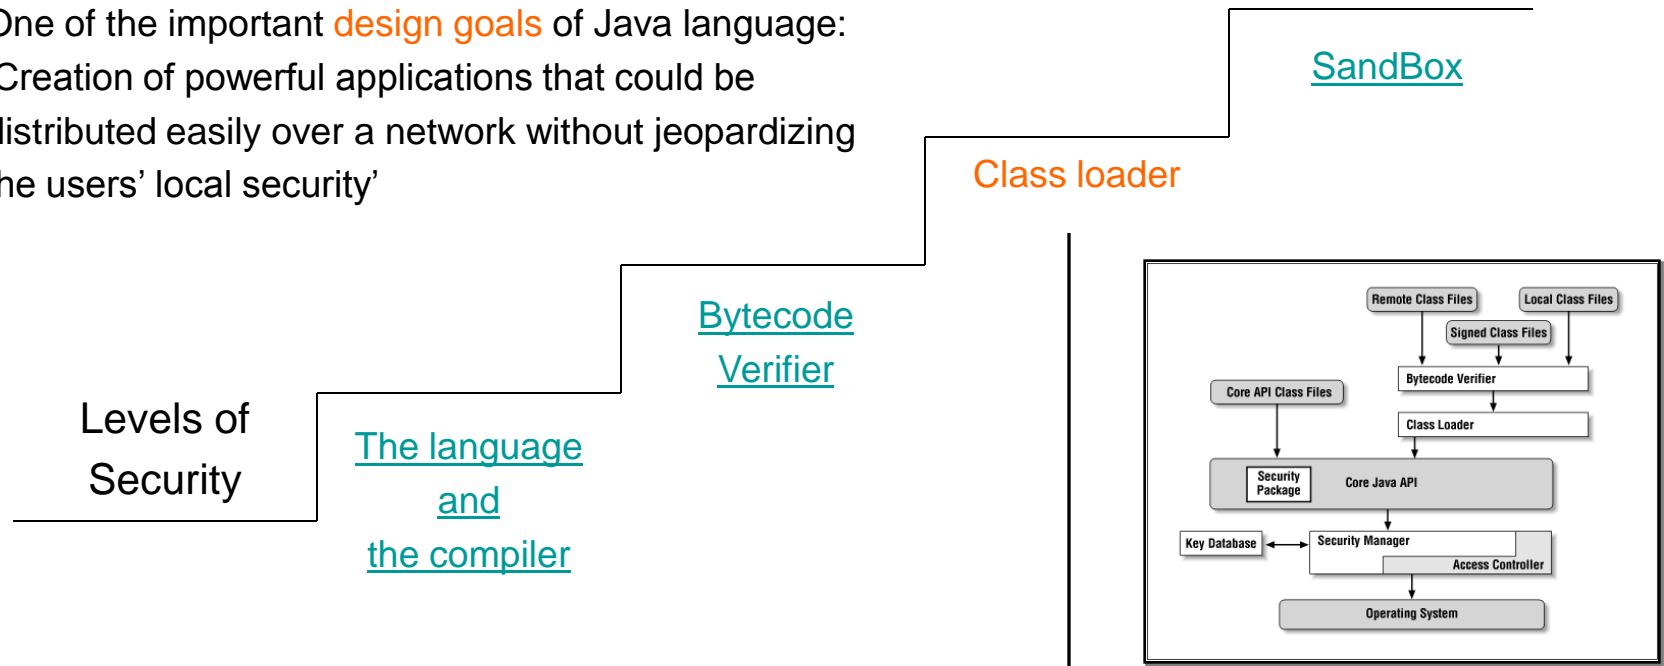 One of the important design goals of Java language:
Creation of powerful applications that could be
distributed easily over a network without jeopardizing
the users’ local security’
SandBox
Class loader
Bytecode
Verifier
Levels of
Security
The language
and
the compiler
Remote Class Files
Local Class Files
Signed Class Files
Bytecode Verifier
Core API Class Files
Class Loader
Security
Package
Core Java API
Key Database
Security Manager
Access Controller
Operating System